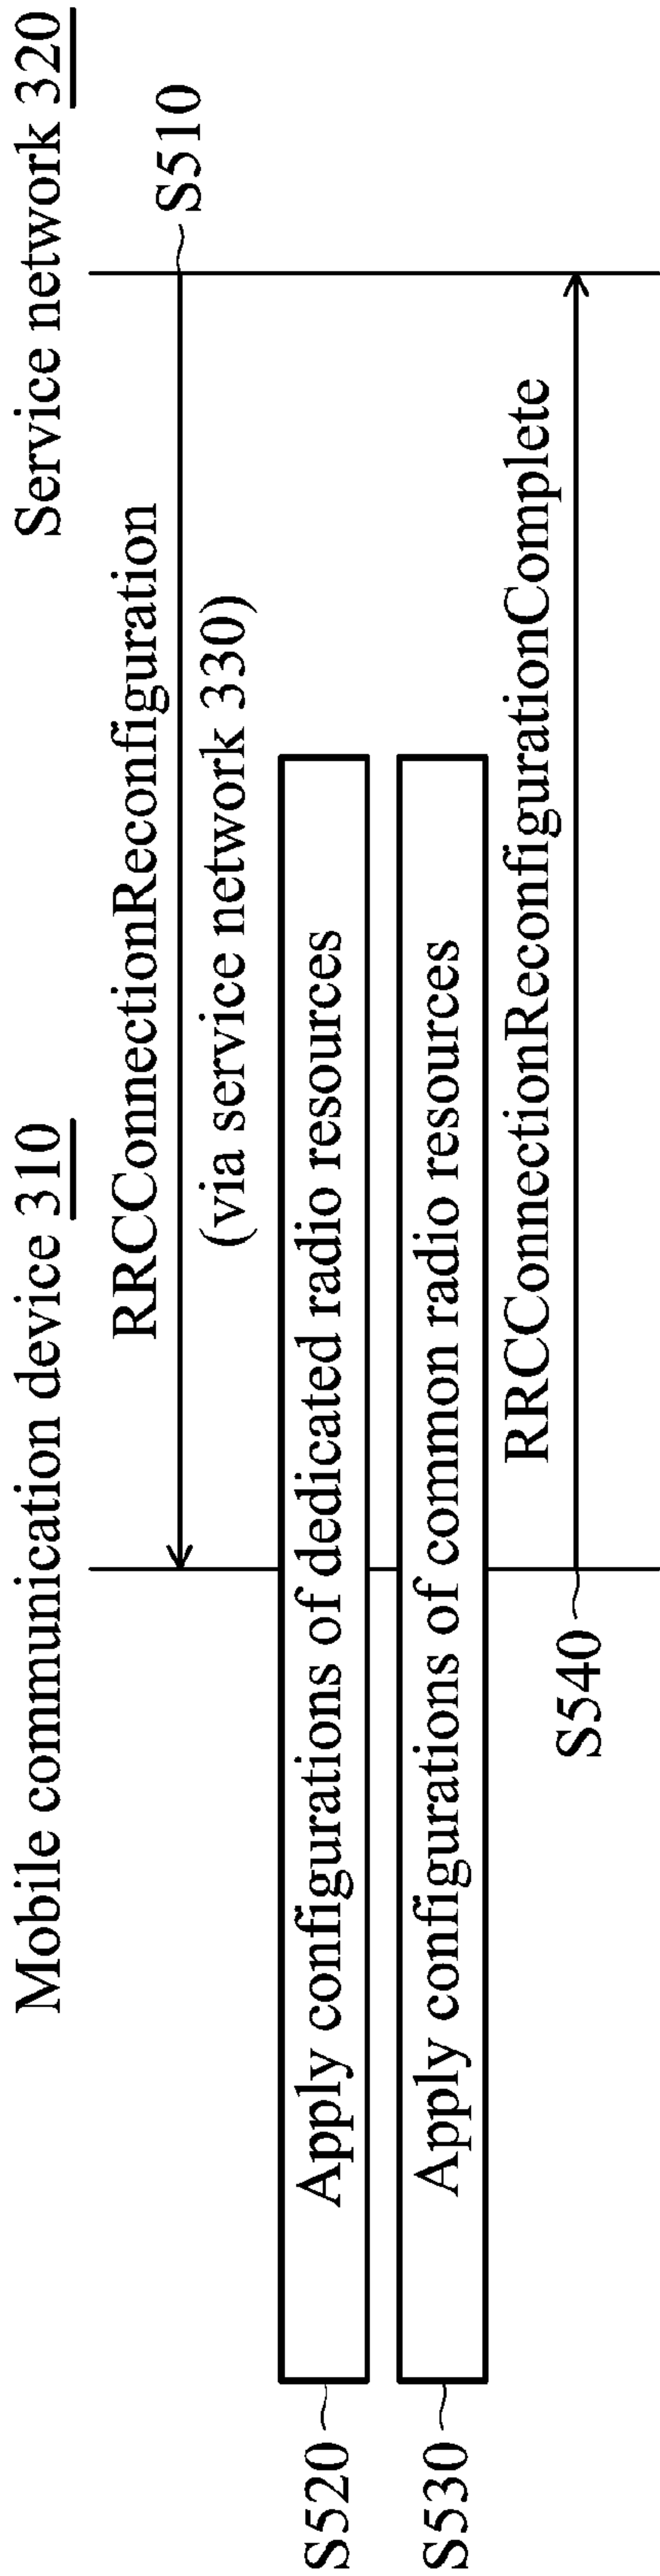 Mobile communication device 310
Service network 320
RRCConnectionReconfiguration
S510
(via service network 330)
S520
Apply configurations of dedicated radio resources
S530
Apply configurations of common radio resources
RRCConnectionReconfigurationComplete
S540